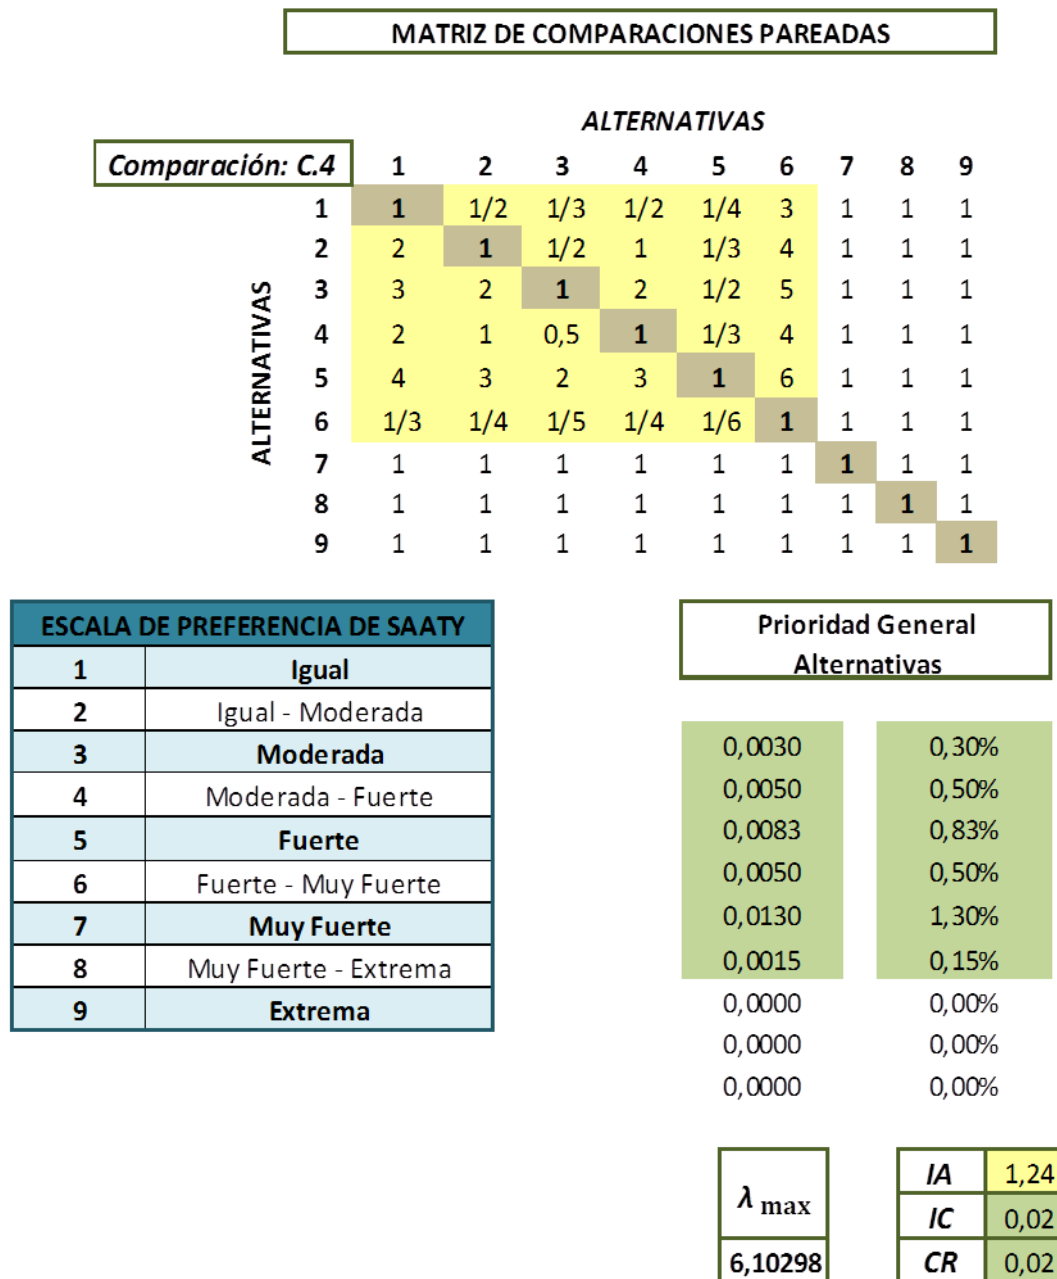 MATRIZ DE COMPARACIONES PAREADAS
ALTERNATIVAS
Comparación: C.4 1 2 3 4 5 6 7 8 9
ALTERNATIVAS
1 1 1/2 1/3 1/2 1/4 3 1 1 1
2 2 1 1/2 1 1/3 4 1 1 1
3 3 2 1 2 1/2 5 1 1 1
4 2 1 0,5 1 1/3 4 1 1 1
5 4 3 2 3 1 6 1 1 1
6 1/3 1/4 1/5 1/4 1/6 1 1 1 1
7 1 1 1 1 1 1 1 1 1
8 1 1 1 1 1 1 1 1 1
9 1 1 1 1 1 1 1 1 1
ESCALA DE PREFERENCIA DE SAATY
1 Igual
2 Igual - Moderada
3 Moderada
4 Moderada - Fuerte
5 Fuerte
6 Fuerte - Muy Fuerte
7 Muy Fuerte
8 Muy Fuerte - Extrema
9 Extrema
Prioridad General
Alternativas
0,0030 0,30%
0,0050 0,50%
0,0083 0,83%
0,0050 0,50%
0,0130 1,30%
0,0015 0,15%
0,0000 0,00%
0,0000 0,00%
0,0000 0,00%
λ max
6,10298
IA 1,24
IC 0,02
CR 0,02